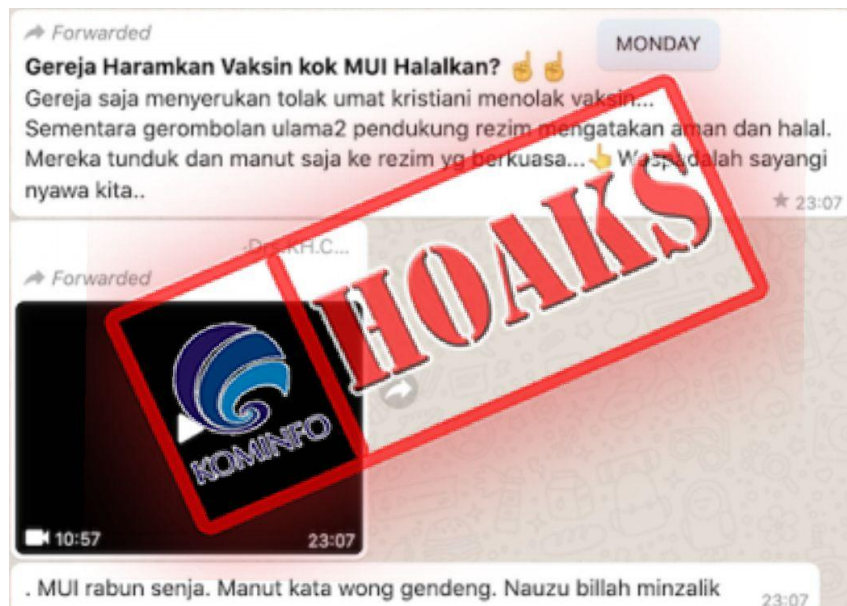 Forwarded
MONDAY
Gereja Haramkan Vaksin kok MUI Halalkan? ☝️☝️
Gereja saja menyerukan tolak umat kristiani menolak vaksin...
Sementara gerombolan ulama2 pendukung rezim mengatakan aman dan halal.
Mereka tunduk dan manut saja ke rezim yg berkuasa...👆 Waspadalah sayangi
nyawa kita..
23:07
Forwarded
HOAKS
KOMINFO
10:57
23:07
. MUI rabun senja. Manut kata wong gendeng. Nauzu billah minzalik
23:07